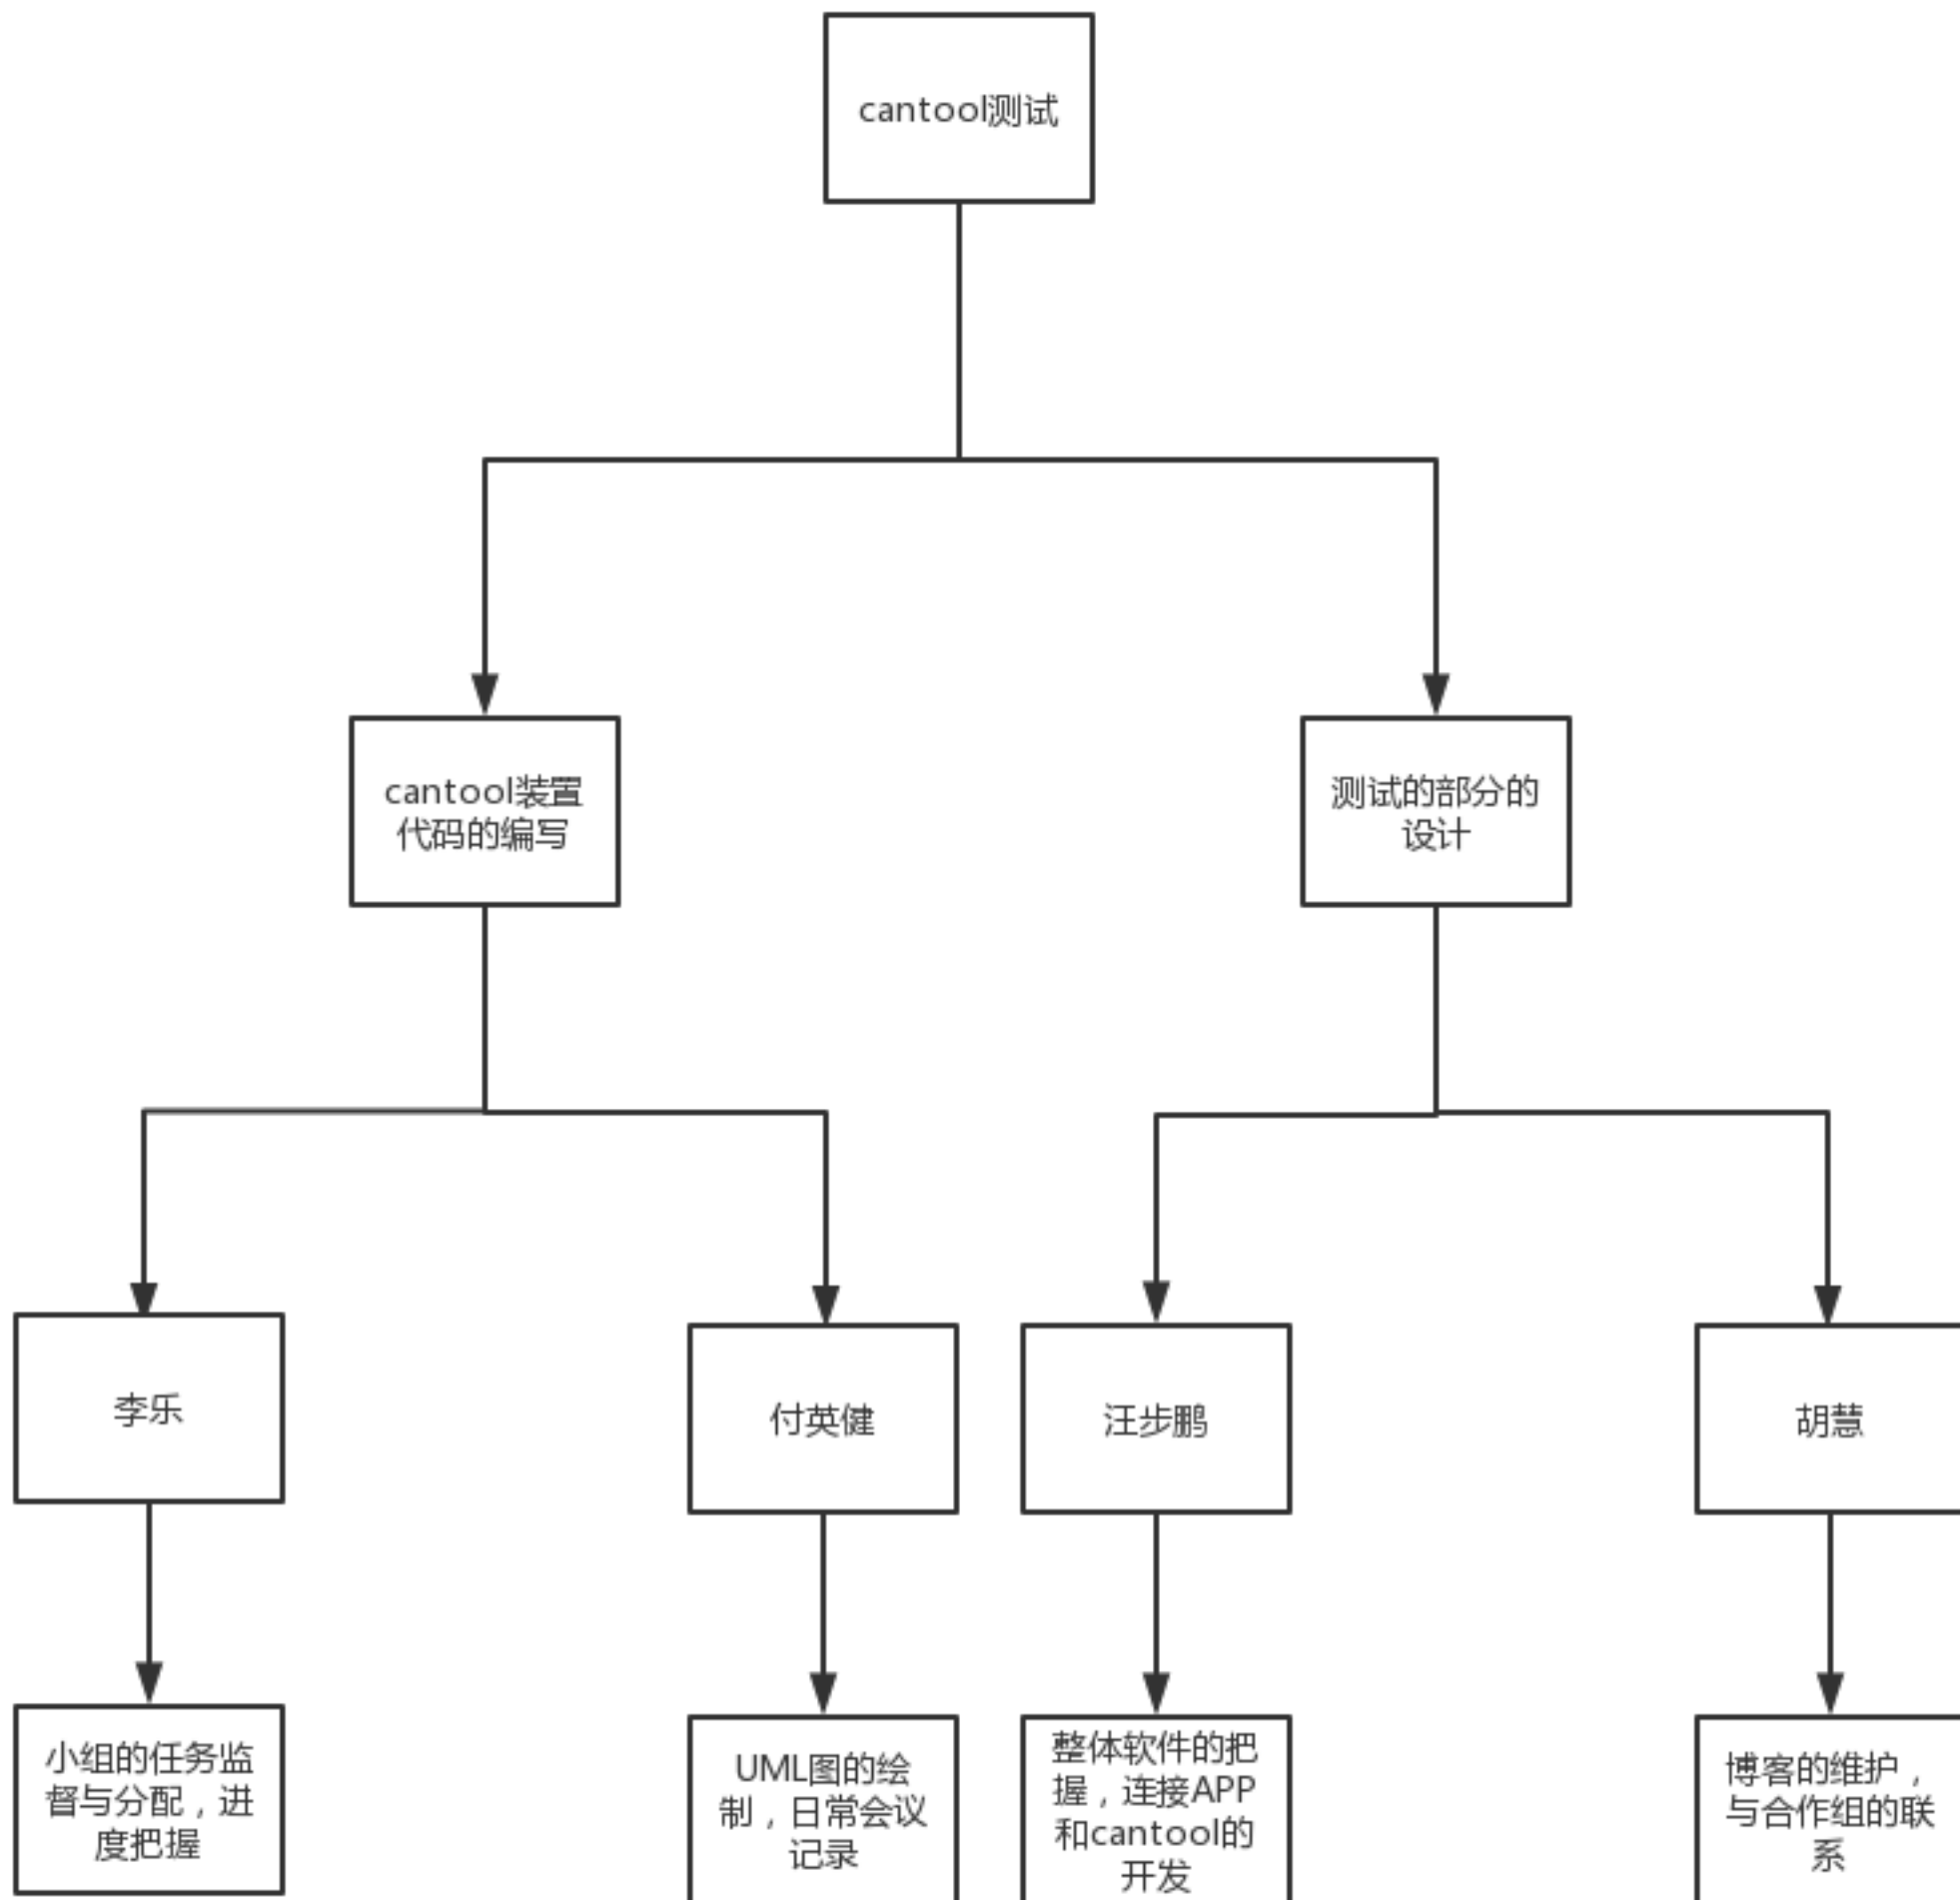 cantool测试
cantool装置
代码的编写
测试的部分的
设计
李乐
付英健
汪步鹏
胡慧
小组的任务监
督与分配，进
度把握
UML图的绘
制，日常会议
记录
整体软件的把
握，连接APP
和cantool的
开发
博客的维护，
与合作组的联
系